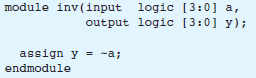 module inv(input logic [3:0] a,
output logic [3:0] y);
assign y = ~a;
endmodule